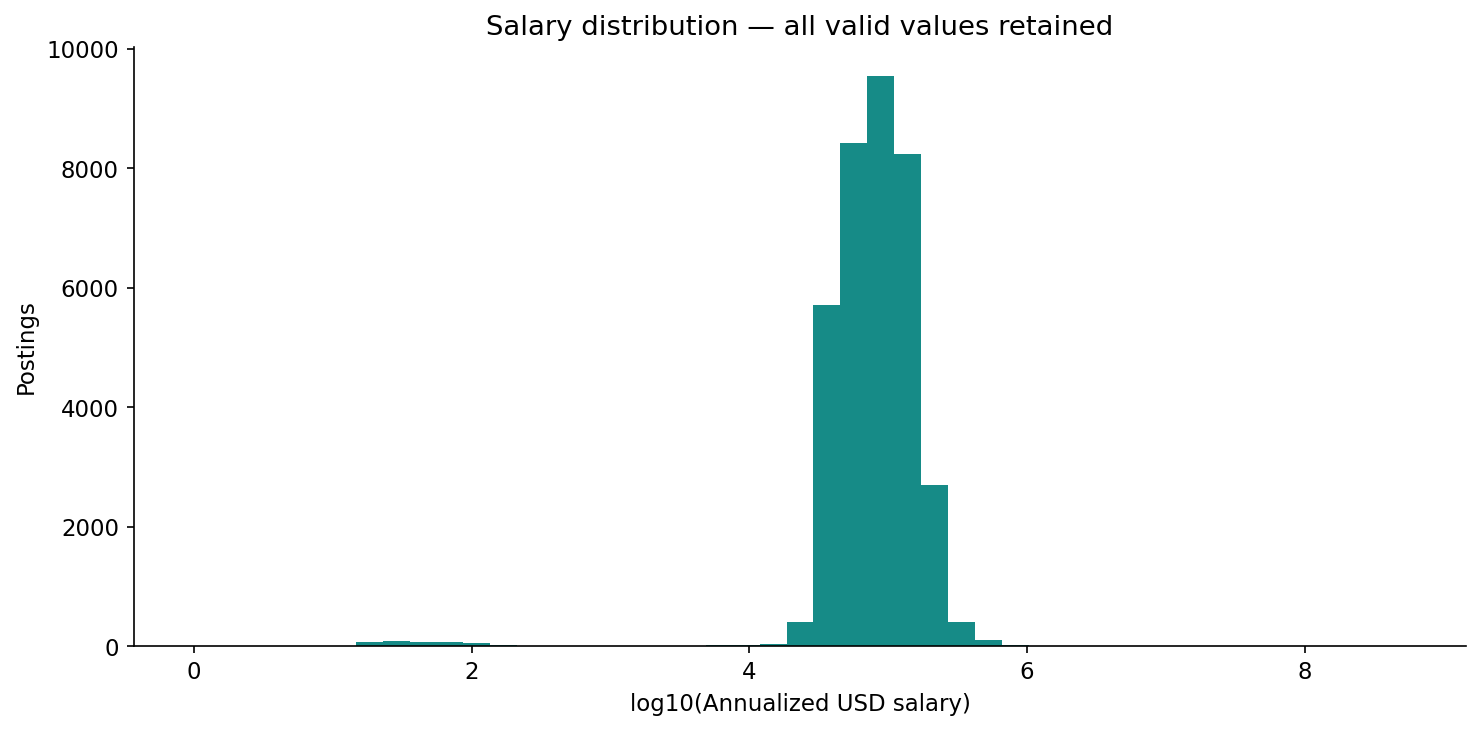 Salary distribution — all valid values retained
Postings
10000
8000
6000
4000
2000
0
0 2 4 6 8
log10(Annualized USD salary)